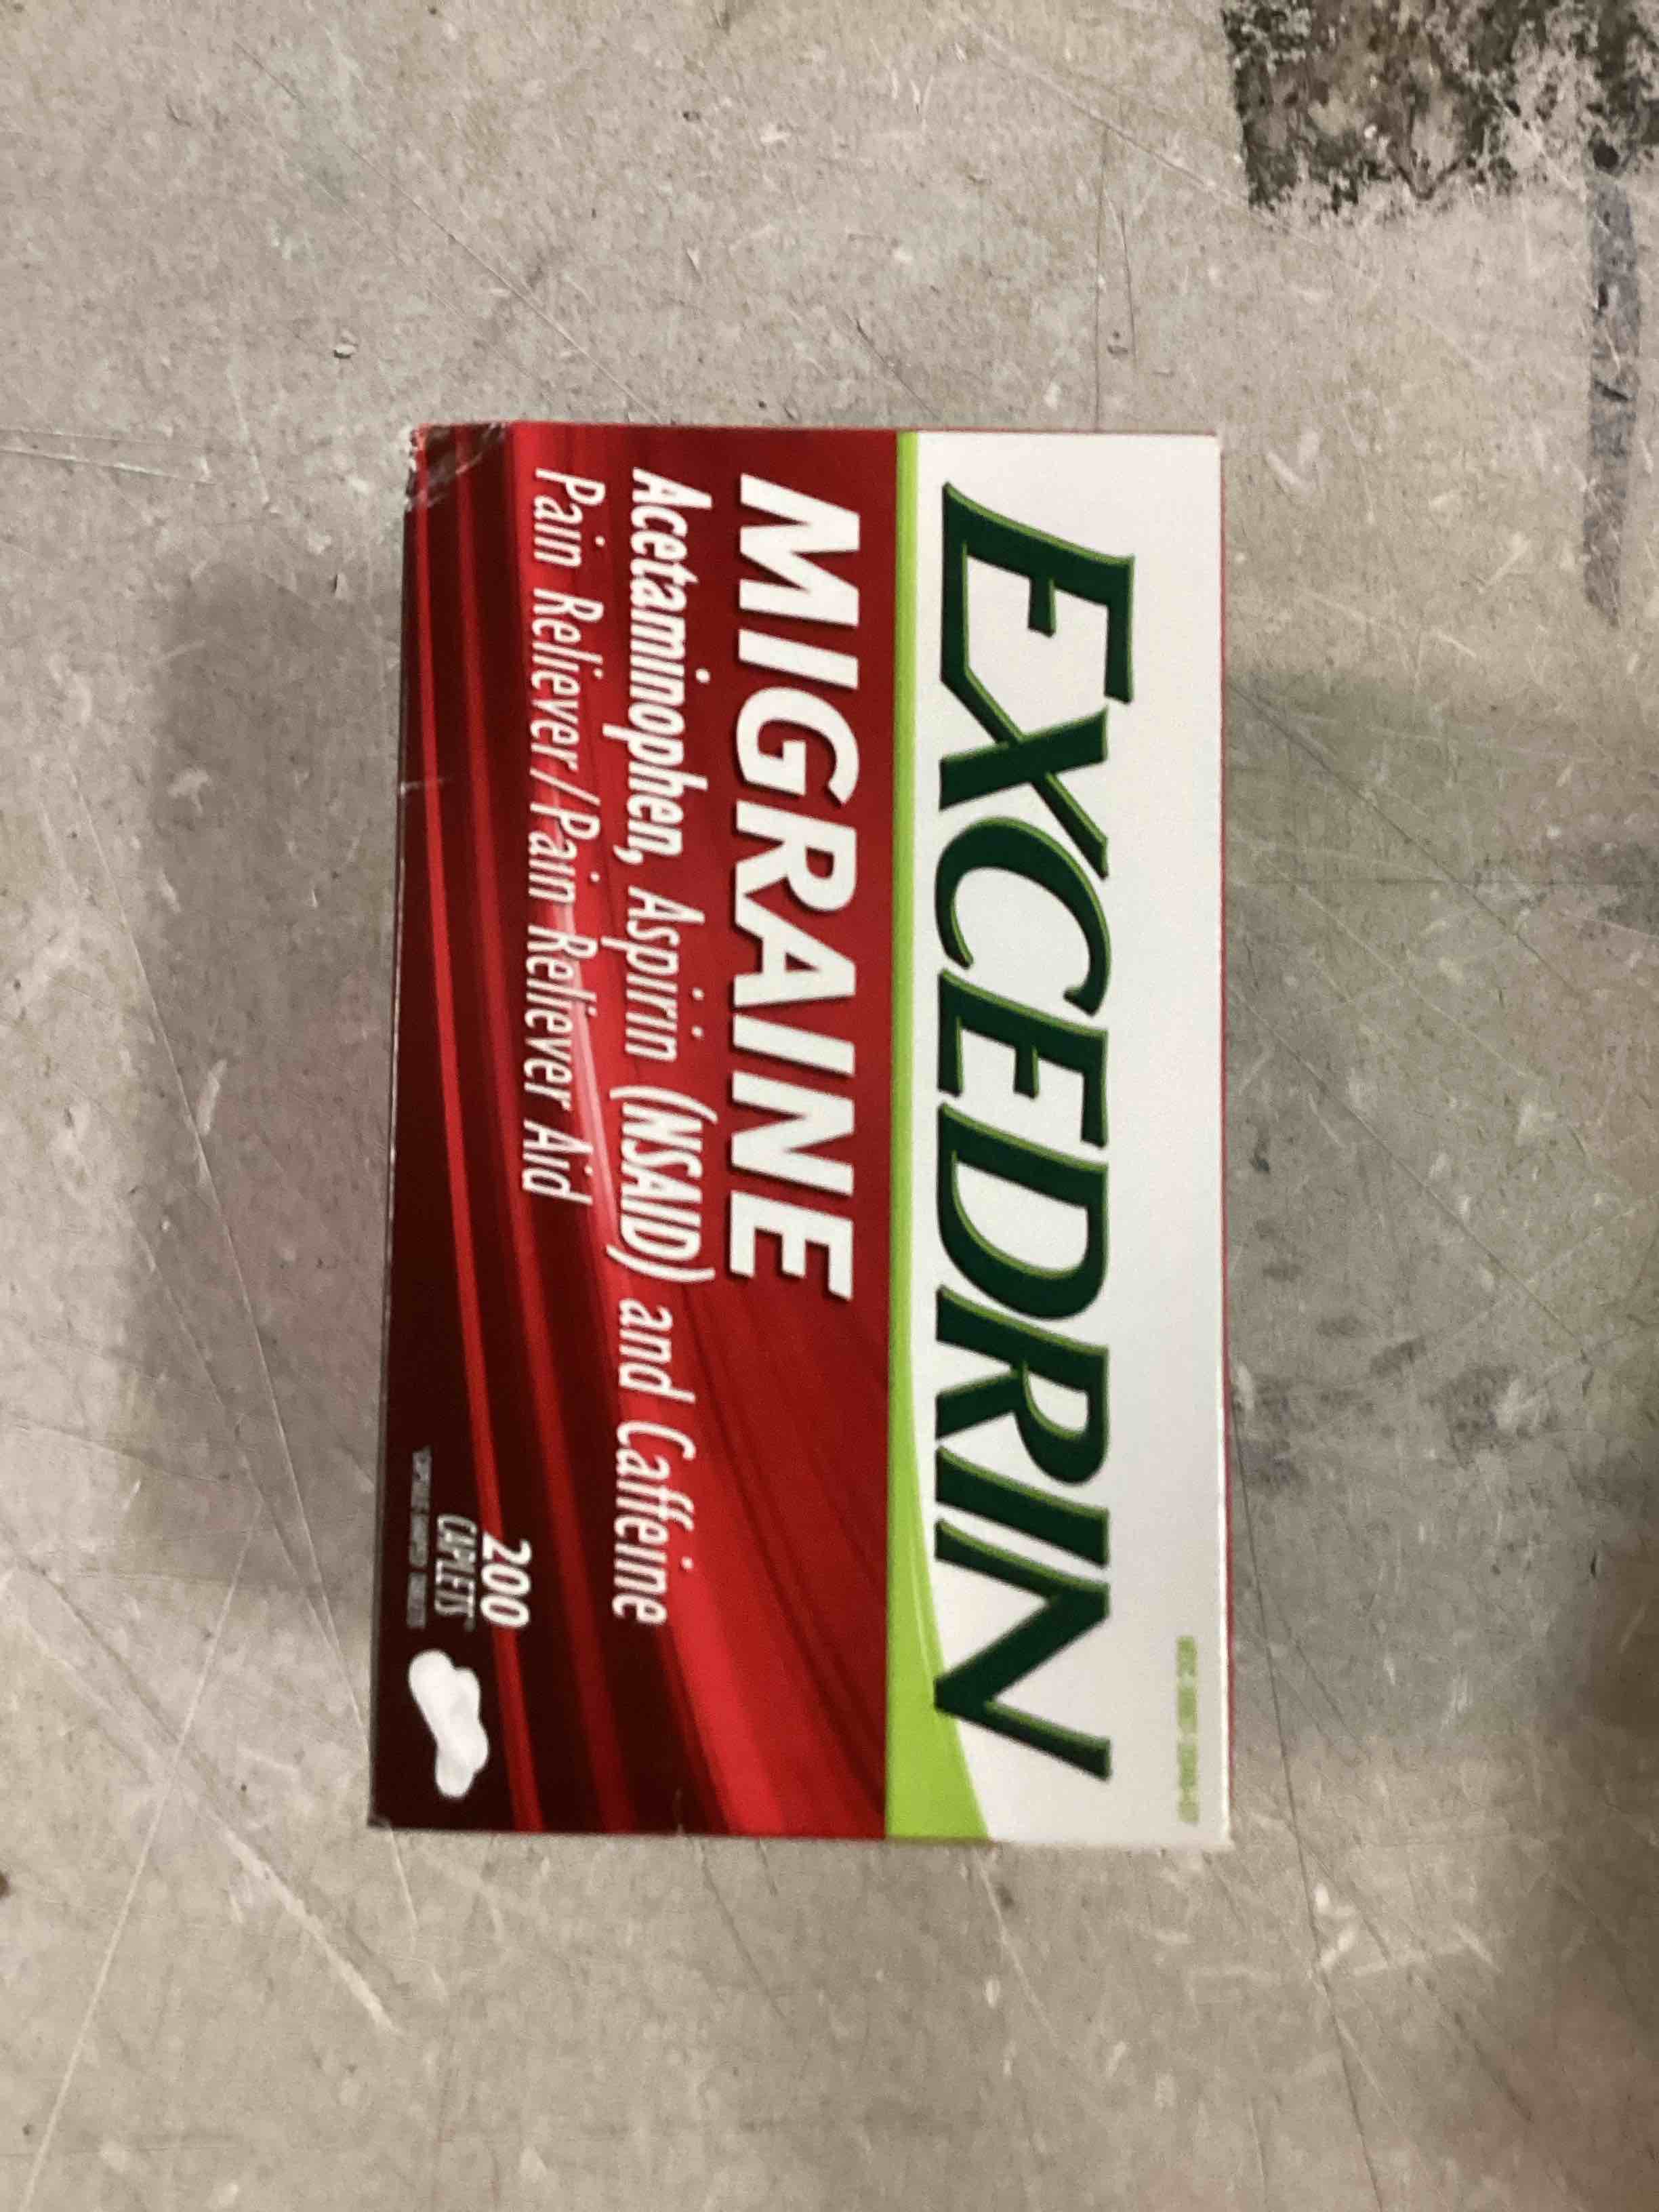 EXCEDRIN
MIGRAINE
Acetaminophen, Aspirin (NSAID) and Caffeine
Pain Reliever/Pain Reliever Aid
200
CAPLETS